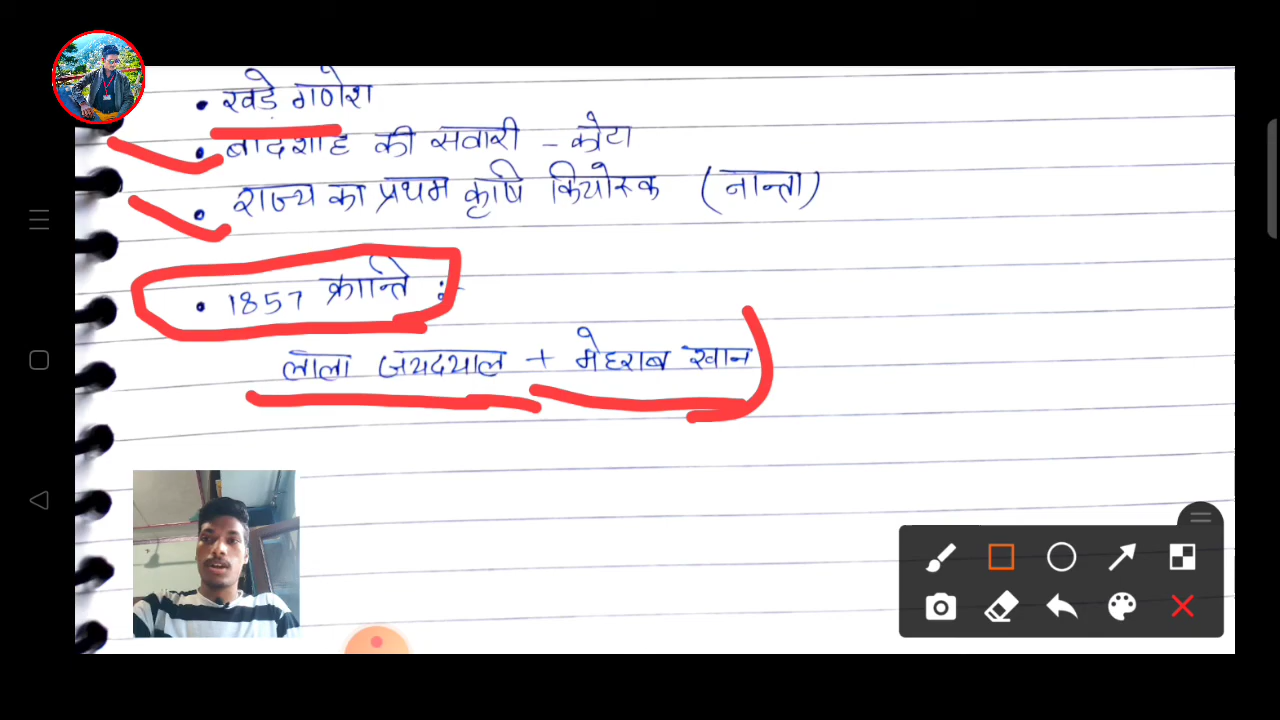 • खड़े गणेश
• बादशाह की सवारी – कोटा
• राज्य का प्रथम कृषि कियोस्क (नान्ता)
• 1857 क्रान्ति :-
लाला जयदयाल + मेहराब खान